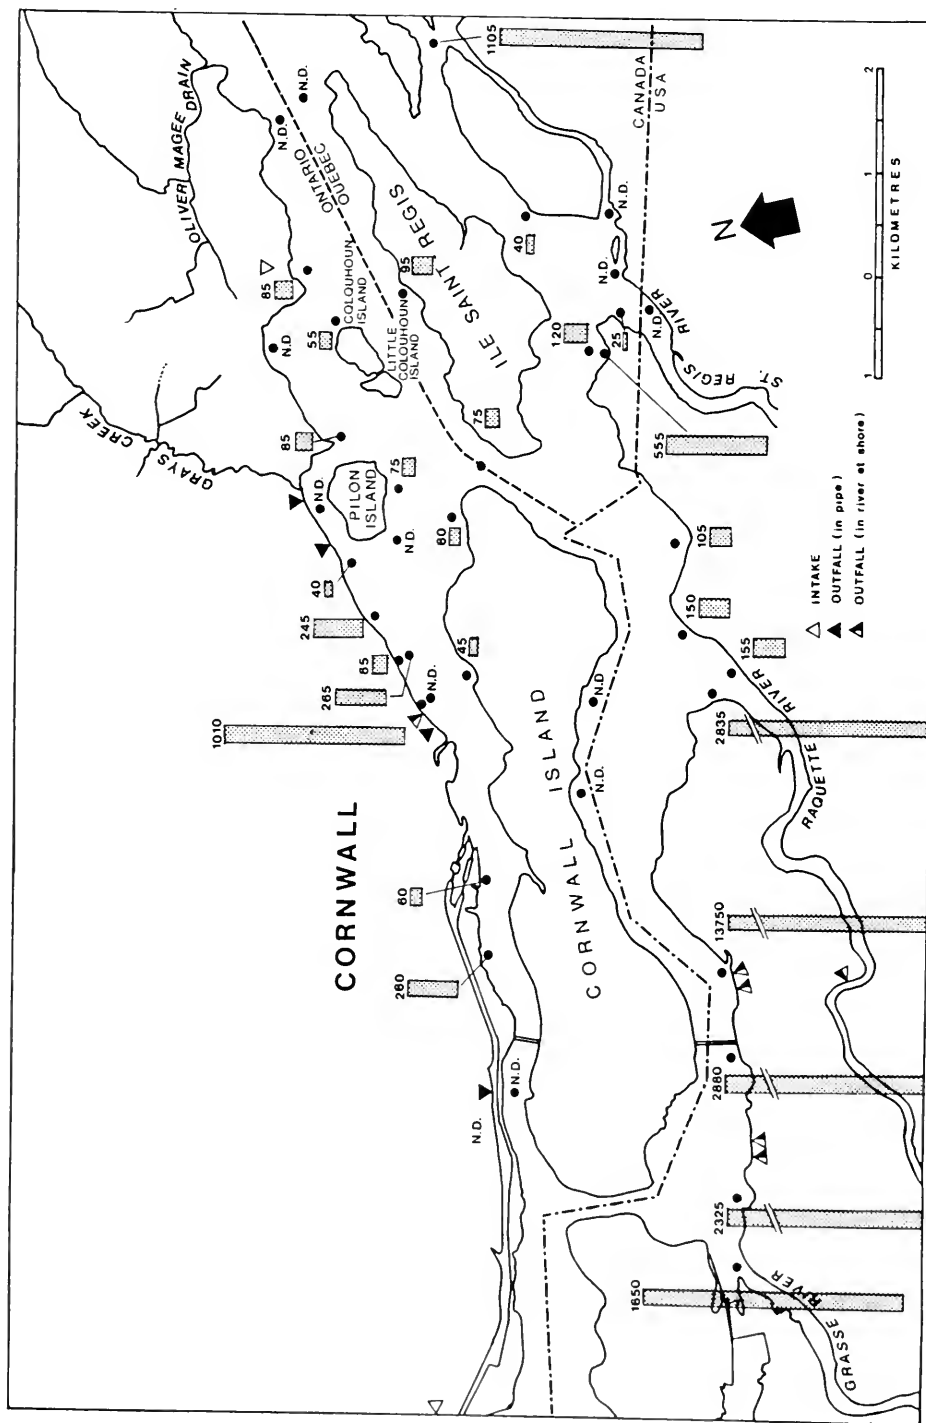 CORNWALL
CORNWALL ISLAND
GRAYS CREEK
OLIVER MAGEE DRAIN
PILON
ISLAND
COLQUHOUN
ISLAND
LITTLE
COLQUHOUN
ISLAND
ILE SAINT REGIS
ONTARIO
QUEBEC
CANADA
USA
ST.
REGIS RIVER
RAQUETTE RIVER
GRASSE RIVER
N.D.
N.D.
280
60
1010
265
N.D.
85
245
40
N.D.
85
N.D
55
85
N.D.
N.D.
45
80
N.D.
75
75
95
40
1105
N.D
N.D.
1650
2325
2880
13750
2835
155
150
105
555
120
25
N.D.
N.D.
N.D.
△ INTAKE
▲ OUTFALL (in pipe)
▲ OUTFALL (in river at shore)
N
1 0 1 2
KILOMETRES